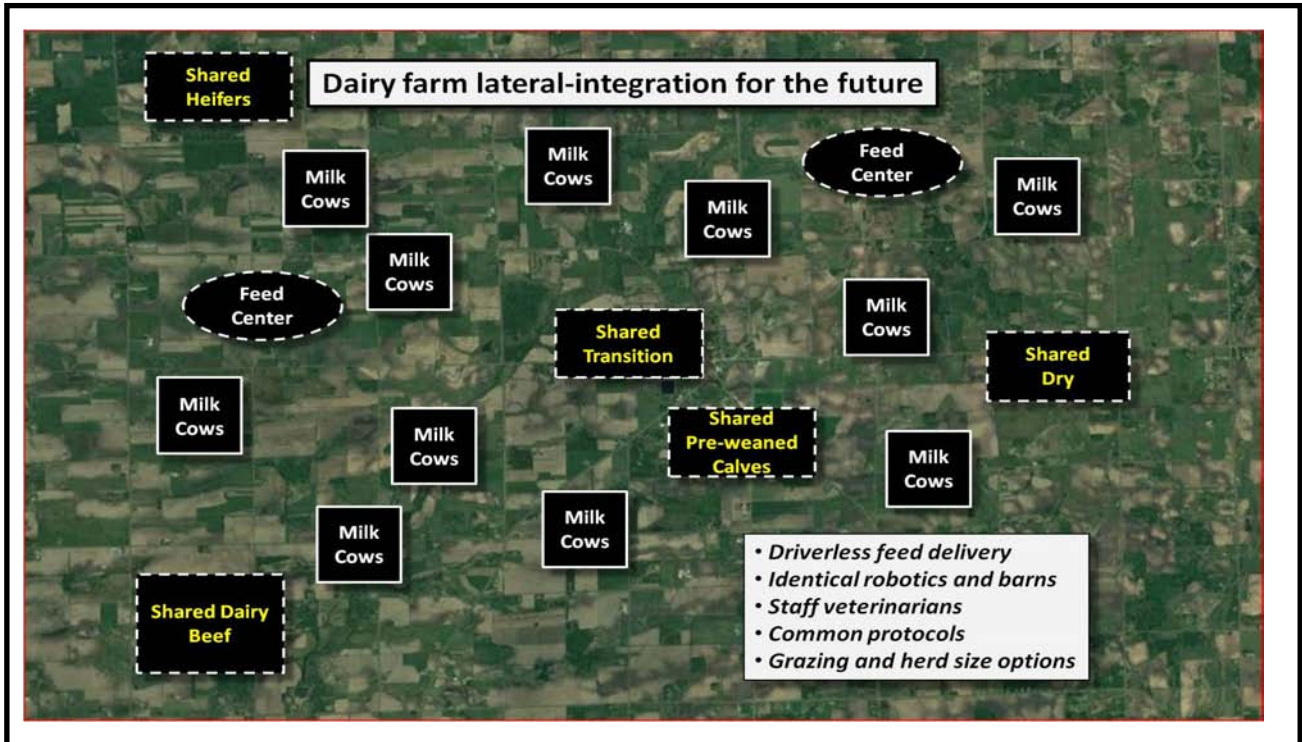 Shared
Heifers
Dairy farm lateral-integration for the future
Milk
Cows
Milk
Cows
Milk
Cows
Feed
Center
Milk
Cows
Milk
Cows
Feed
Center
Shared
Transition
Milk
Cows
Shared
Dry
Milk
Cows
Milk
Cows
Shared
Pre-weaned
Calves
Milk
Cows
Milk
Cows
Milk
Cows
Shared Dairy
Beef
• Driverless feed delivery
• Identical robotics and barns
• Staff veterinarians
• Common protocols
• Grazing and herd size options